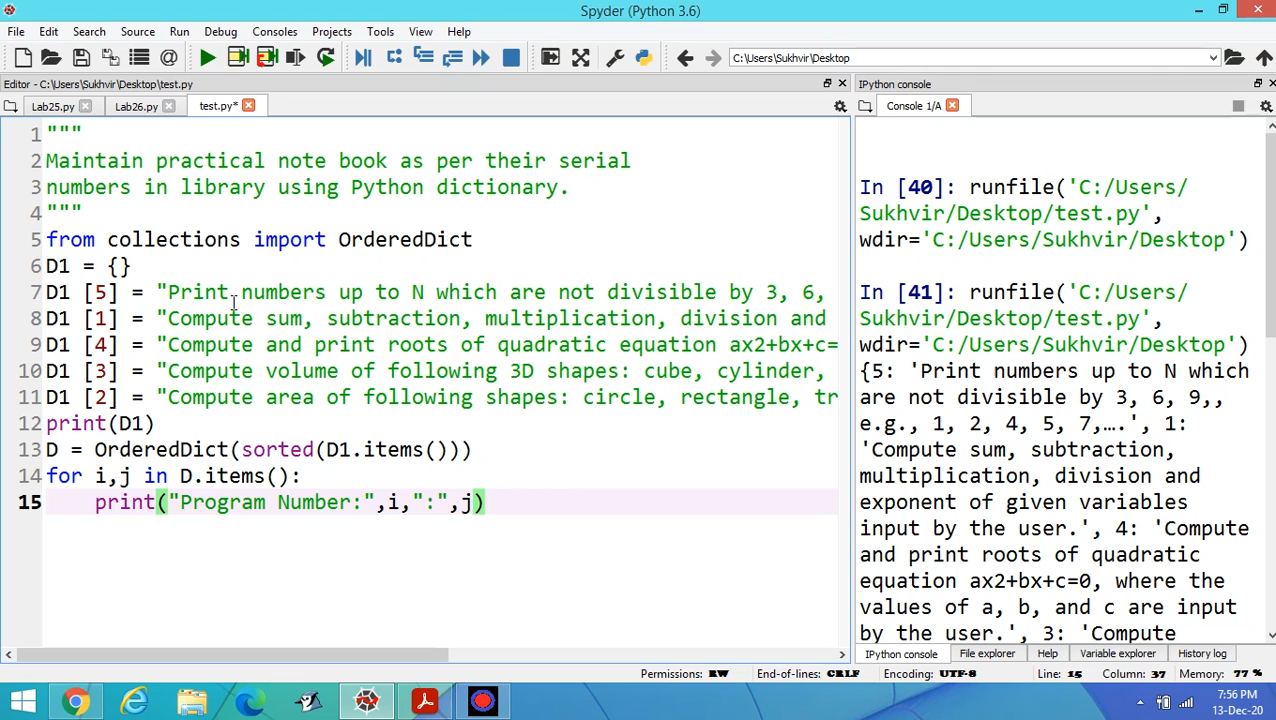 Spyder (Python 3.6)
File Edit Search Source Run Debug Consoles Projects Tools View Help
C:\Users\Sukhvir\Desktop
Editor - C:\Users\Sukhvir\Desktop\test.py
Lab25.py Lab26.py test.py*
1 """
2 Maintain practical note book as per their serial
3 numbers in library using Python dictionary.
4 """
5 from collections import OrderedDict
6 D1 = {}
7 D1 [5] = "Print numbers up to N which are not divisible by 3, 6,
8 D1 [1] = "Compute sum, subtraction, multiplication, division and
9 D1 [4] = "Compute and print roots of quadratic equation ax2+bx+c=
10 D1 [3] = "Compute volume of following 3D shapes: cube, cylinder,
11 D1 [2] = "Compute area of following shapes: circle, rectangle, tr
12 print(D1)
13 D = OrderedDict(sorted(D1.items()))
14 for i,j in D.items():
15 print("Program Number:",i,":",j)
IPython console
Console 1/A
In [40]: runfile('C:/Users/
Sukhvir/Desktop/test.py',
wdir='C:/Users/Sukhvir/Desktop')
In [41]: runfile('C:/Users/
Sukhvir/Desktop/test.py',
wdir='C:/Users/Sukhvir/Desktop')
{5: 'Print numbers up to N which
are not divisible by 3, 6, 9,,
e.g., 1, 2, 4, 5, 7,….', 1:
'Compute sum, subtraction,
multiplication, division and
exponent of given variables
input by the user.', 4: 'Compute
and print roots of quadratic
equation ax2+bx+c=0, where the
values of a, b, and c are input
by the user.', 3: 'Compute
IPython console File explorer Help Variable explorer History log
Permissions: RW End-of-lines: CRLF Encoding: UTF-8 Line: 15 Column: 37 Memory: 77 %
7:56 PM
13-Dec-20